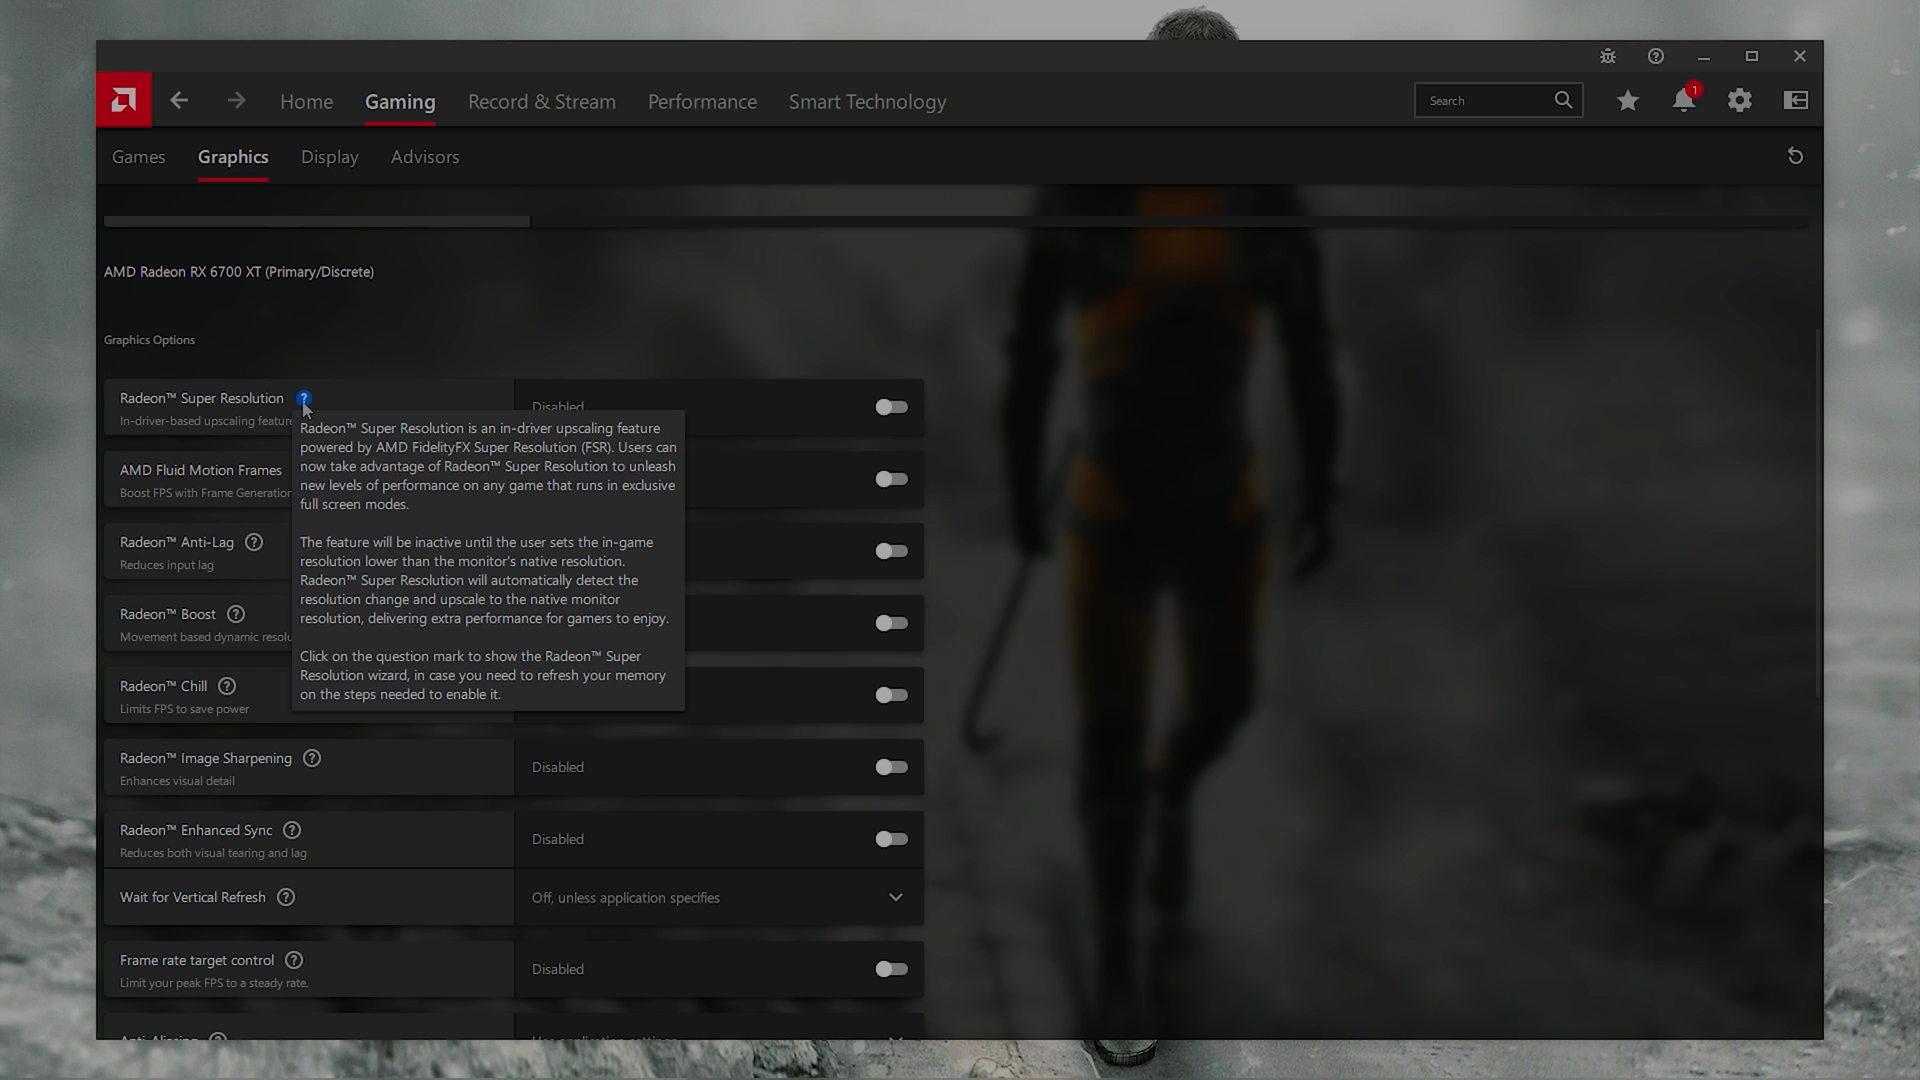 Home
Gaming
Record & Stream
Performance
Smart Technology
Search
1
Games
Graphics
Display
Advisors
AMD Radeon RX 6700 XT (Primary/Discrete)
Graphics Options
Radeon™ Super Resolution ?
In-driver-based upscaling feature
Disabled
Radeon™ Super Resolution is an in-driver upscaling feature
powered by AMD FidelityFX Super Resolution (FSR). Users can
now take advantage of Radeon™ Super Resolution to unleash
new levels of performance on any game that runs in exclusive
full screen modes.
The feature will be inactive until the user sets the in-game
resolution lower than the monitor's native resolution.
Radeon™ Super Resolution will automatically detect the
resolution change and upscale to the native monitor
resolution, delivering extra performance for gamers to enjoy.
Click on the question mark to show the Radeon™ Super
Resolution wizard, in case you need to refresh your memory
on the steps needed to enable it.
AMD Fluid Motion Frames
Boost FPS with Frame Generation
Radeon™ Anti-Lag ?
Reduces input lag
Radeon™ Boost ?
Movement based dynamic resolu
Radeon™ Chill ?
Limits FPS to save power
Radeon™ Image Sharpening ?
Enhances visual detail
Disabled
Radeon™ Enhanced Sync ?
Reduces both visual tearing and lag
Disabled
Wait for Vertical Refresh ?
Off, unless application specifies
Frame rate target control ?
Limit your peak FPS to a steady rate.
Disabled
Anti-Aliasing ?
Use application settings